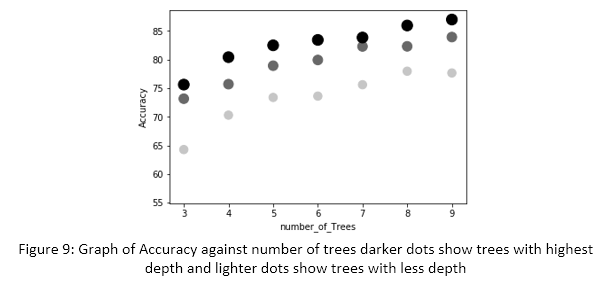 85
80
75
70
65
60
55
Accuracy
3 4 5 6 7 8 9
number_of_Trees
Figure 9: Graph of Accuracy against number of trees darker dots show trees with highest
depth and lighter dots show trees with less depth